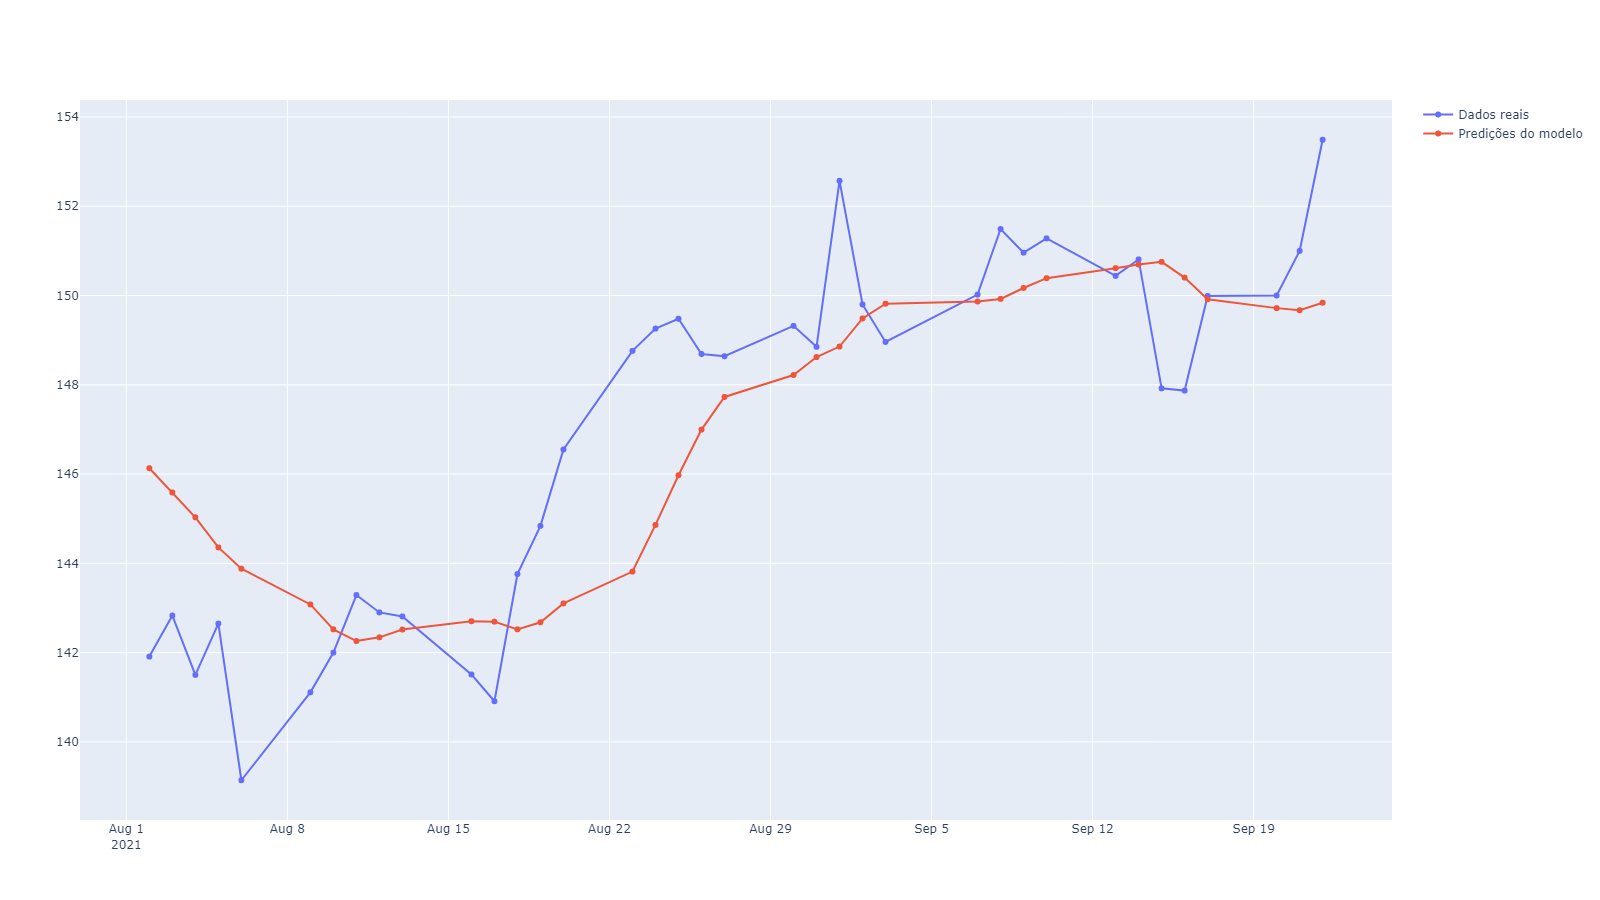 154
152
150
148
146
144
142
140
Aug 1
2021
Aug 8
Aug 15
Aug 22
Aug 29
Sep 5
Sep 12
Sep 19
Dados reais
Predições do modelo